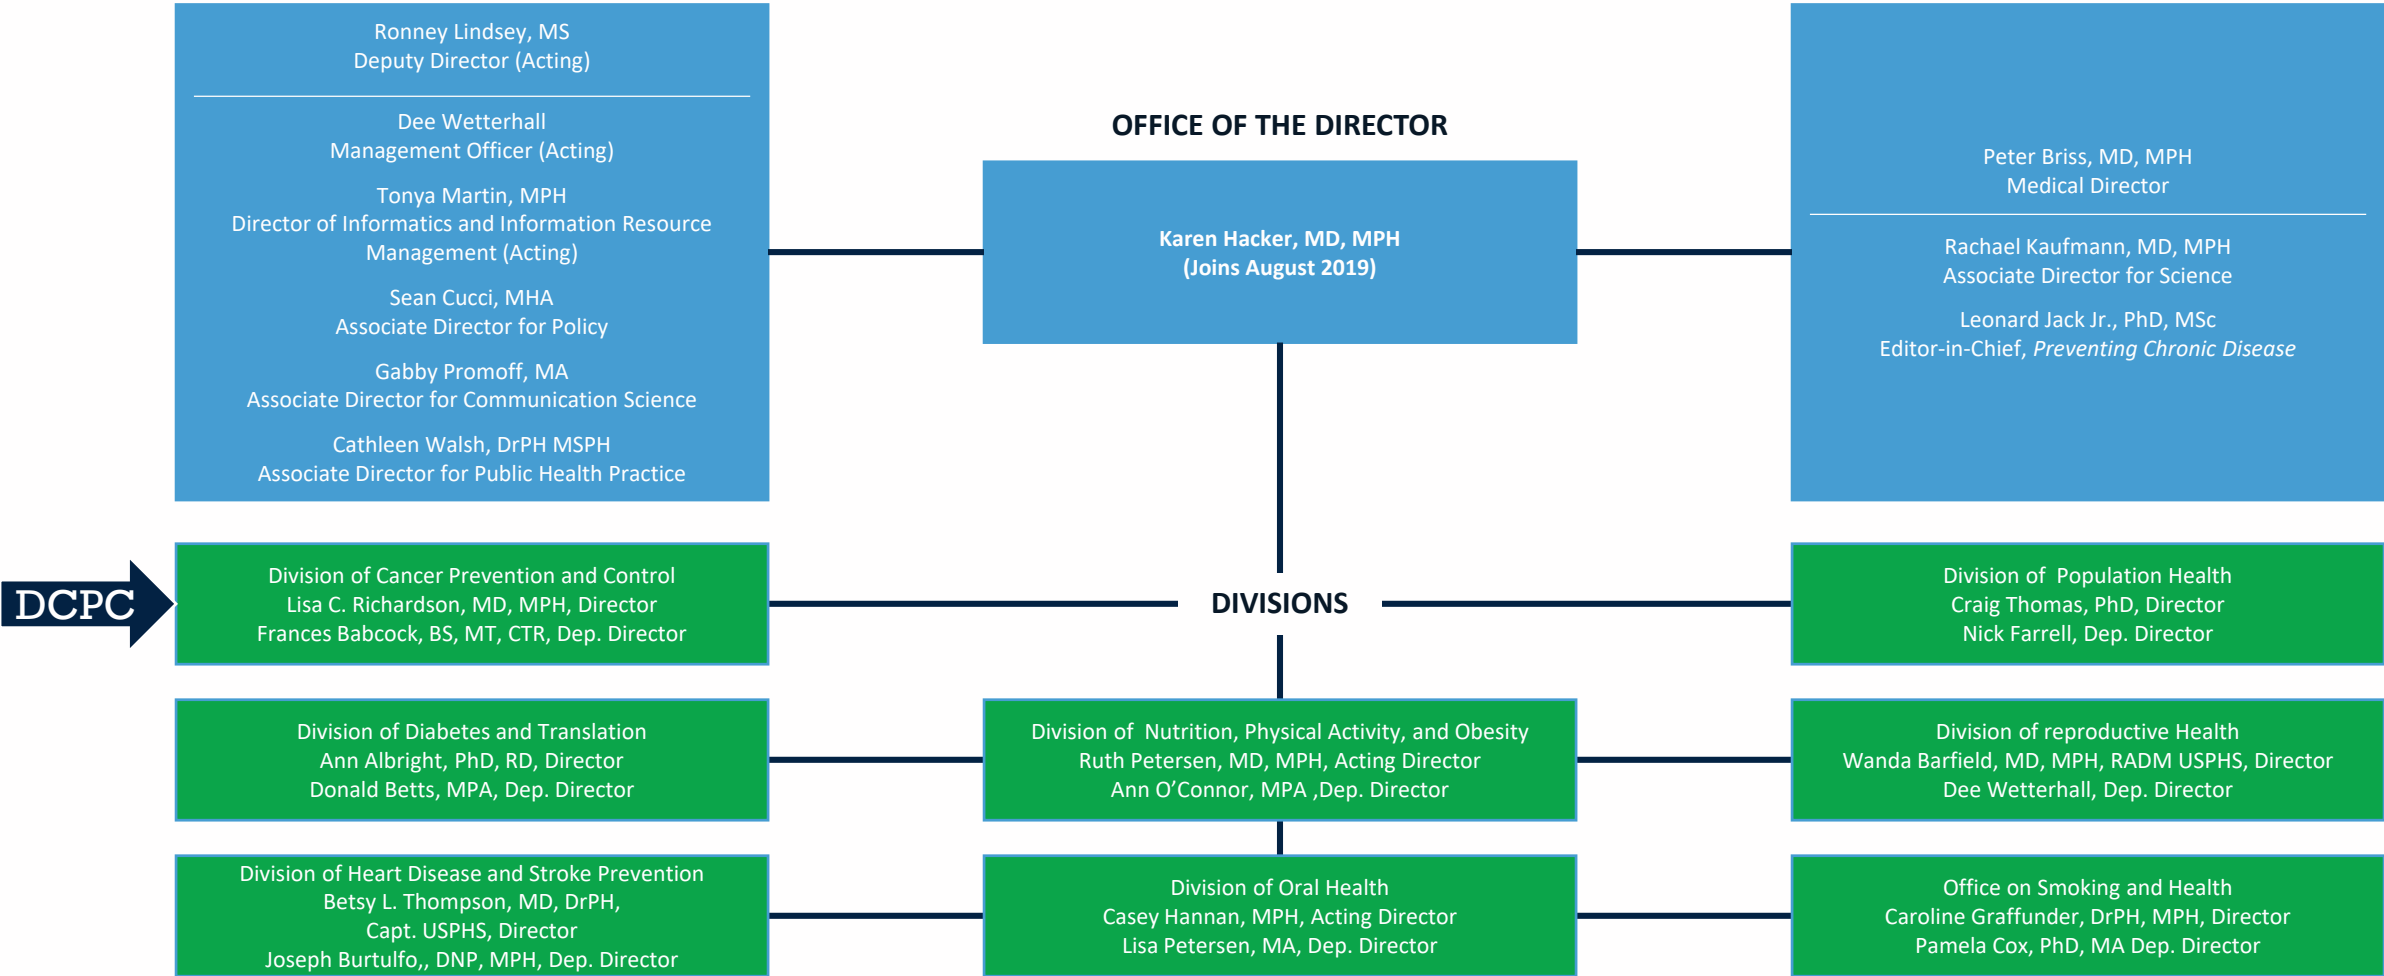 Ronney Lindsey, MS
Deputy Director (Acting)
Dee Wetterhall
Management Officer (Acting)
Tonya Martin, MPH
Director of Informatics and Information Resource
Management (Acting)
Sean Cucci, MHA
Associate Director for Policy
Gabby Promoff, MA
Associate Director for Communication Science
Cathleen Walsh, DrPH MSPH
Associate Director for Public Health Practice
OFFICE OF THE DIRECTOR
Karen Hacker, MD, MPH
(Joins August 2019)
Peter Briss, MD, MPH
Medical Director
Rachael Kaufmann, MD, MPH
Associate Director for Science
Leonard Jack Jr., PhD, MSc
Editor-in-Chief, Preventing Chronic Disease
DCPC
Division of Cancer Prevention and Control
Lisa C. Richardson, MD, MPH, Director
Frances Babcock, BS, MT, CTR, Dep. Director
DIVISIONS
Division of  Population Health
Craig Thomas, PhD, Director
Nick Farrell, Dep. Director
Division of Diabetes and Translation
Ann Albright, PhD, RD, Director
Donald Betts, MPA, Dep. Director
Division of  Nutrition, Physical Activity, and Obesity
Ruth Petersen, MD, MPH, Acting Director
Ann O’Connor, MPA ,Dep. Director
Division of reproductive Health
Wanda Barfield, MD, MPH, RADM USPHS, Director
Dee Wetterhall, Dep. Director
Division of Heart Disease and Stroke Prevention
Betsy L. Thompson, MD, DrPH,
Capt. USPHS, Director
Joseph Burtulfo,, DNP, MPH, Dep. Director
Division of Oral Health
Casey Hannan, MPH, Acting Director
Lisa Petersen, MA, Dep. Director
Office on Smoking and Health
Caroline Graffunder, DrPH, MPH, Director
Pamela Cox, PhD, MA Dep. Director